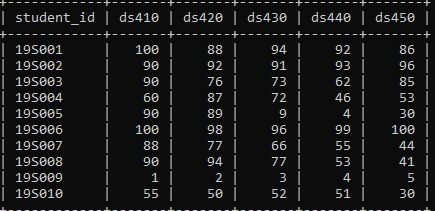 | student_id | ds410 | ds420 | ds430 | ds440 | ds450 |
| 19S001 | 100 | 88 | 94 | 92 | 86 |
| 19S002 | 90 | 92 | 91 | 93 | 96 |
| 19S003 | 90 | 76 | 73 | 62 | 85 |
| 19S004 | 60 | 87 | 72 | 46 | 53 |
| 19S005 | 90 | 89 | 9 | 4 | 30 |
| 19S006 | 100 | 98 | 96 | 99 | 100 |
| 19S007 | 88 | 77 | 66 | 55 | 44 |
| 19S008 | 90 | 94 | 77 | 53 | 41 |
| 19S009 | 1 | 2 | 3 | 4 | 5 |
| 19S010 | 55 | 50 | 52 | 51 | 30 |